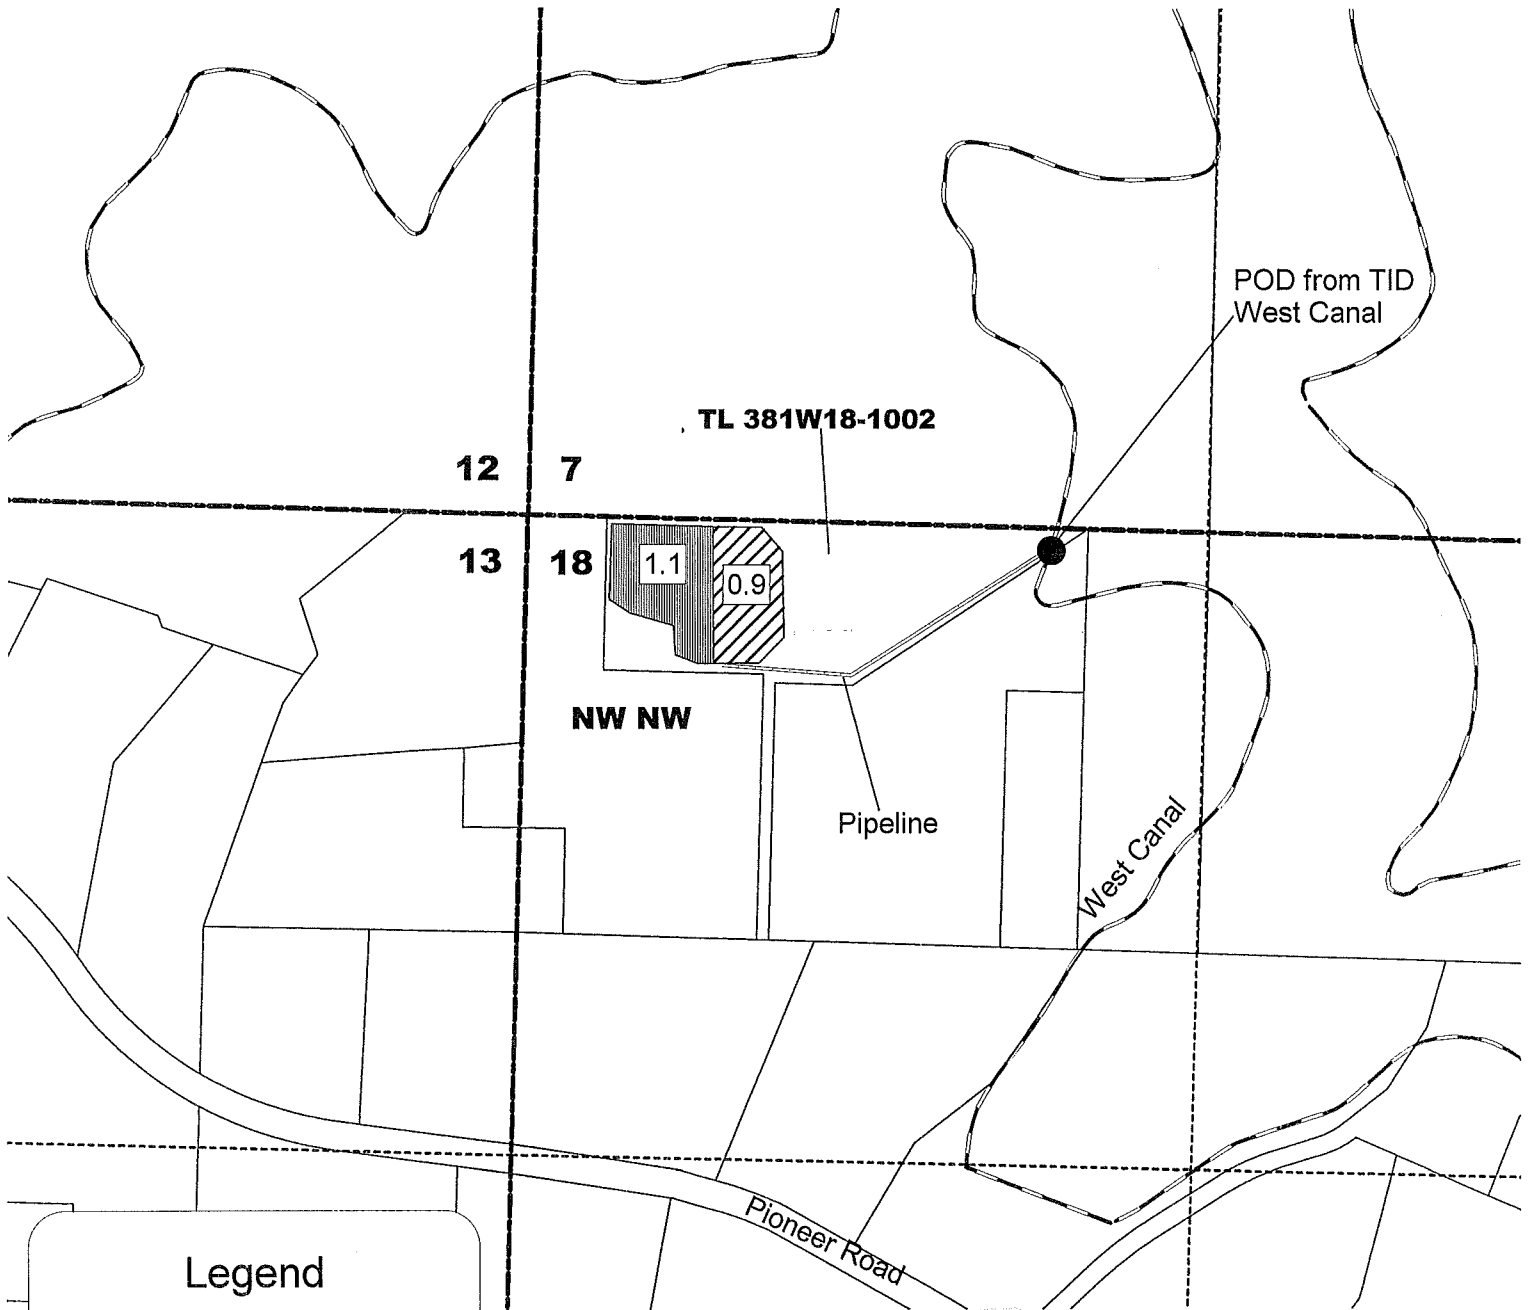 POD from TID
West Canal
TL 381W18-1002
12
7
13
18
1.1
0.9
NW NW
Pipeline
West Canal
Pioneer Road
Legend